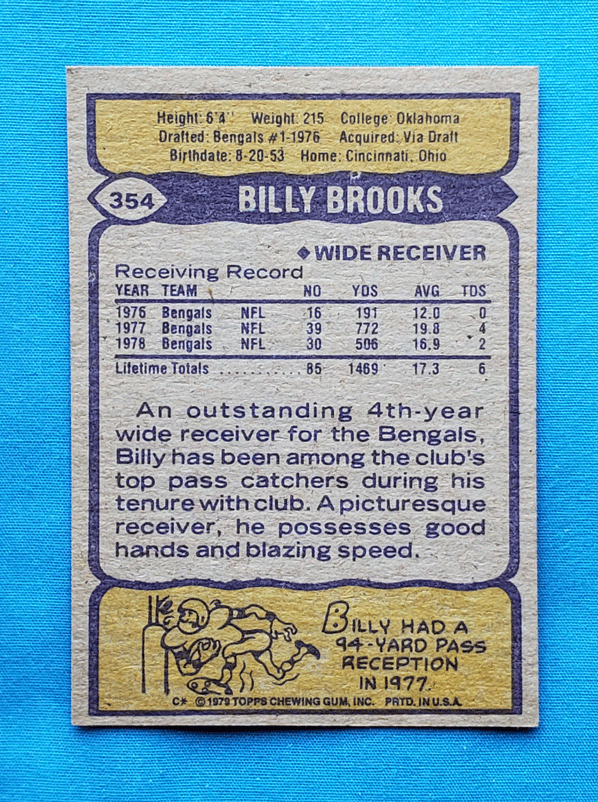 Height: 6'4" Weight: 215 College: Oklahoma
Drafted: Bengals #1-1976 Acquired: Via Draft
Birthdate: 8-20-53 Home: Cincinnati, Ohio
354 BILLY BROOKS
WIDE RECEIVER
Receiving Record
YEAR TEAM NO YDS AVG TDS
1976 Bengals NFL 16 191 12.0 0
1977 Bengals NFL 39 772 19.8 4
1978 Bengals NFL 30 506 16.9 2
Lifetime Totals .......... 85 1469 17.3 6
An outstanding 4th-year
wide receiver for the Bengals,
Billy has been among the club's
top pass catchers during his
tenure with club. A picturesque
receiver, he possesses good
hands and blazing speed.
BILLY HAD A
94-YARD PASS
RECEPTION
IN 1977.
C* © 1979 TOPPS CHEWING GUM, INC. PRTD. IN U.S.A.